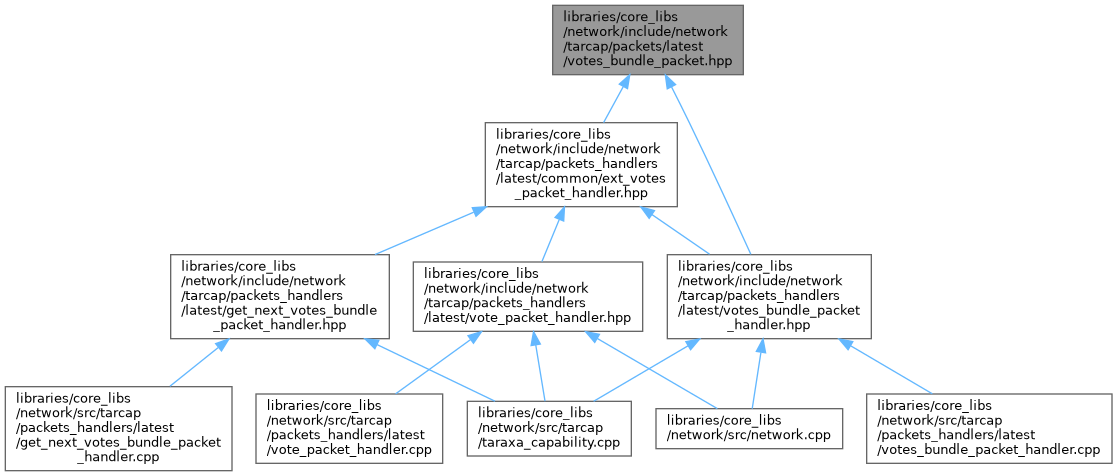 libraries/core_libs
/network/include/network
/tarcap/packets/latest
/votes_bundle_packet.hpp
libraries/core_libs
/network/include/network
/tarcap/packets_handlers
/latest/common/ext_votes
_packet_handler.hpp
libraries/core_libs
/network/include/network
/tarcap/packets_handlers
/latest/get_next_votes_bundle
_packet_handler.hpp
libraries/core_libs
/network/include/network
/tarcap/packets_handlers
/latest/vote_packet_handler.hpp
libraries/core_libs
/network/include/network
/tarcap/packets_handlers
/latest/votes_bundle_packet
_handler.hpp
libraries/core_libs
/network/src/tarcap
/packets_handlers/latest
/get_next_votes_bundle_packet
_handler.cpp
libraries/core_libs
/network/src/tarcap
/packets_handlers/latest
/vote_packet_handler.cpp
libraries/core_libs
/network/src/tarcap
/taraxa_capability.cpp
libraries/core_libs
/network/src/network.cpp
libraries/core_libs
/network/src/tarcap
/packets_handlers/latest
/votes_bundle_packet_handler.cpp